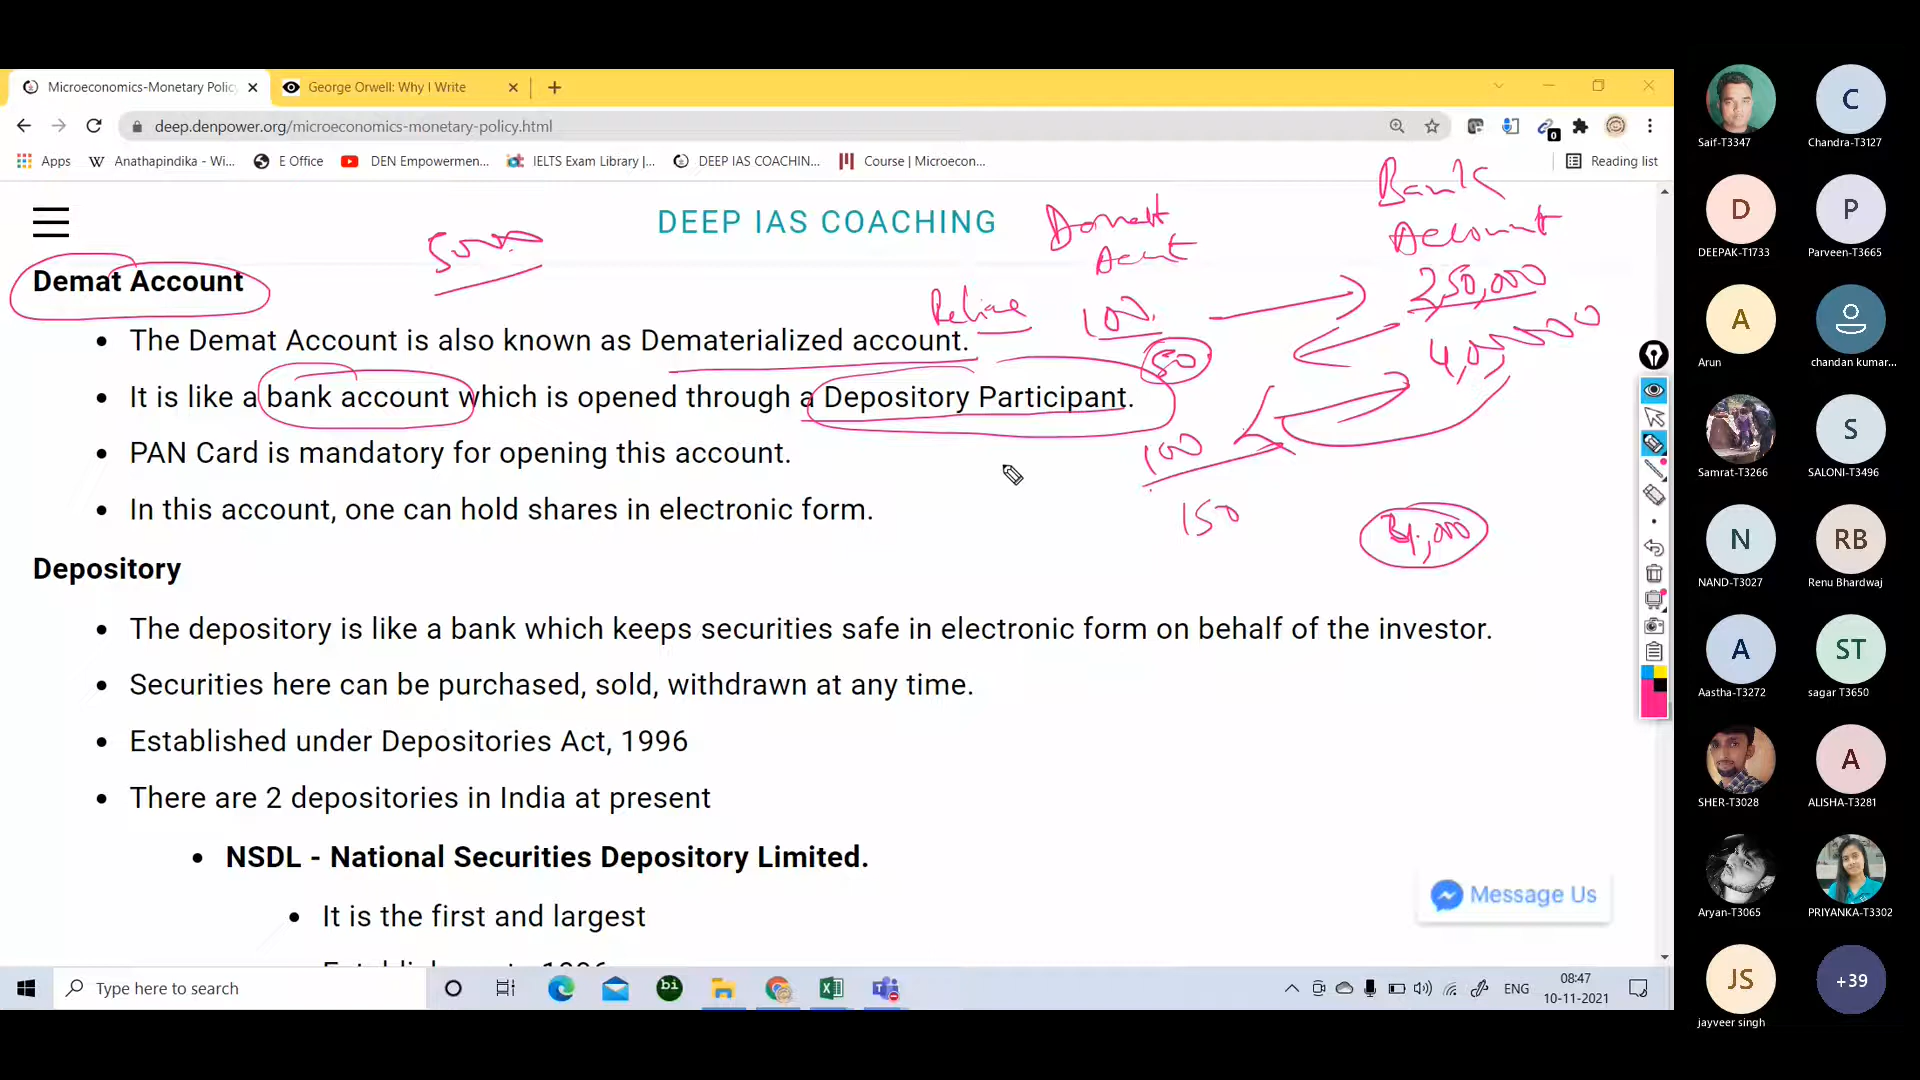 Microeconomics-Monetary Polic
George Orwell: Why I Write
deep.denpower.org/microeconomics-monetary-policy.html
Apps
Anathapindika - Wi...
E Office
DEN Empowermen...
IELTS Exam Library |...
DEEP IAS COACHIN...
Course | Microecon...
Reading list
DEEP IAS COACHING
Bank
Account
Demat
250,000
100
50
Demat Account
• The Demat Account is also known as Dematerialized account.
• It is like a bank account which is opened through a Depository Participant.
• PAN Card is mandatory for opening this account.
100
• In this account, one can hold shares in electronic form.
150
Depository
• The depository is like a bank which keeps securities safe in electronic form on behalf of the investor.
• Securities here can be purchased, sold, withdrawn at any time.
• Established under Depositories Act, 1996
• There are 2 depositories in India at present
• NSDL - National Securities Depository Limited.
• It is the first and largest
Message Us
Type here to search
bi
ENG
08:47
10-11-2021
Saif-T3347
C
Chandra-T3127
D
DEEPAK-T1733
P
Parveen-T3665
A
Arun
chandan kumar...
Samrat-T3266
S
SALONI-T3496
N
NAND-T3027
RB
Renu Bhardwaj
A
Aastha-T3272
ST
sagar T3650
SHER-T3028
A
ALISHA-T3281
Aryan-T3065
PRIYANKA-T3302
JS
jayveer singh
+39